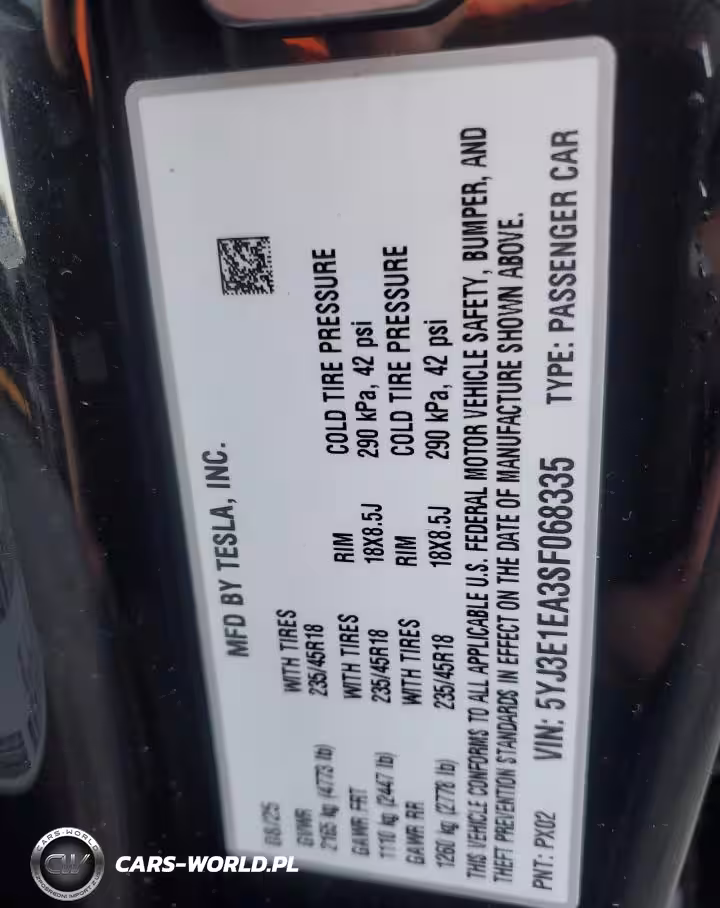 MFD BY TESLA, INC.
08/25
GVWR WITH TIRES
2165 kg (4773 lb) 235/45R18
GAWR FRT WITH TIRES RIM COLD TIRE PRESSURE
1110 kg (2447 lb) 235/45R18 18X8.5J 290 kPa, 42 psi
GAWR RR WITH TIRES RIM COLD TIRE PRESSURE
1260 kg (2778 lb) 235/45R18 18X8.5J 290 kPa, 42 psi
THIS VEHICLE CONFORMS TO ALL APPLICABLE U.S. FEDERAL MOTOR VEHICLE SAFETY, BUMPER, AND
THEFT PREVENTION STANDARDS IN EFFECT ON THE DATE OF MANUFACTURE SHOWN ABOVE.
PNT: PX02 VIN: 5YJ3E1EA3SF068335 TYPE: PASSENGER CAR
CARS-WORLD
CW
CARS-WORLD.PL